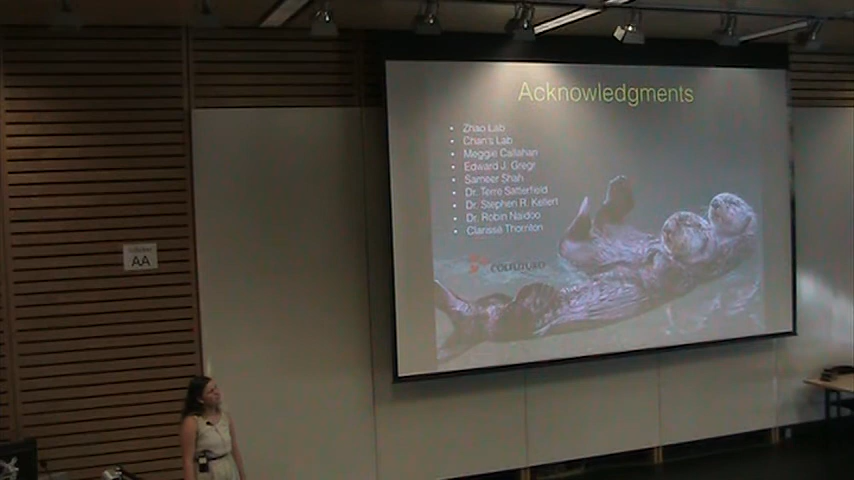 Acknowledgments
• Zhao Lab
• Chan's Lab
• Meggie Callahan
• Edward J. Gregr
• Sameer Shah
• Dr. Terre Satterfield
• Dr. Stephen R. Kellert
• Dr. Robin Naidoo
• Clarissa Thornton
COLFUTURO
AA